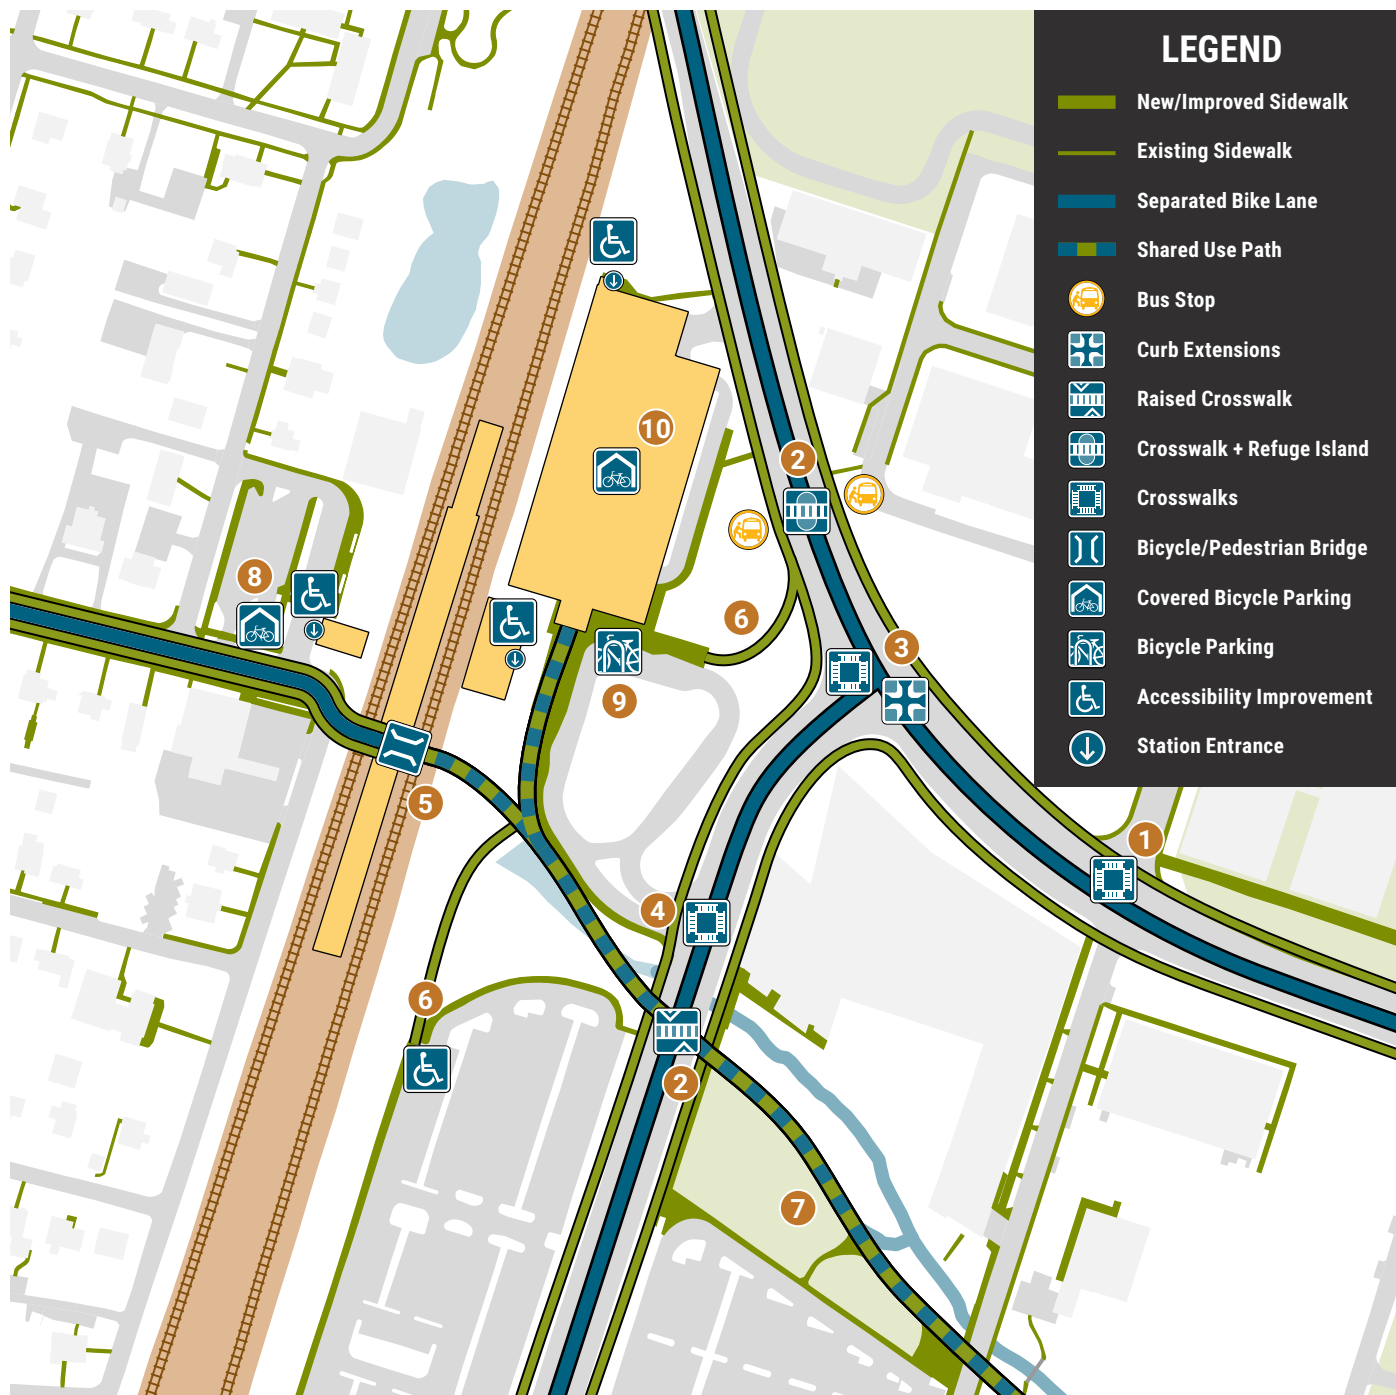 LEGEND
New/Improved Sidewalk
Existing Sidewalk
Separated Bike Lane
Shared Use Path
Bus Stop
Curb Extensions
Raised Crosswalk
Crosswalk + Refuge Island
Crosswalks
Bicycle/Pedestrian Bridge
Covered Bicycle Parking
Bicycle Parking
Accessibility Improvement
Station Entrance
10
2
8
6
3
9
5
1
4
6
2
7